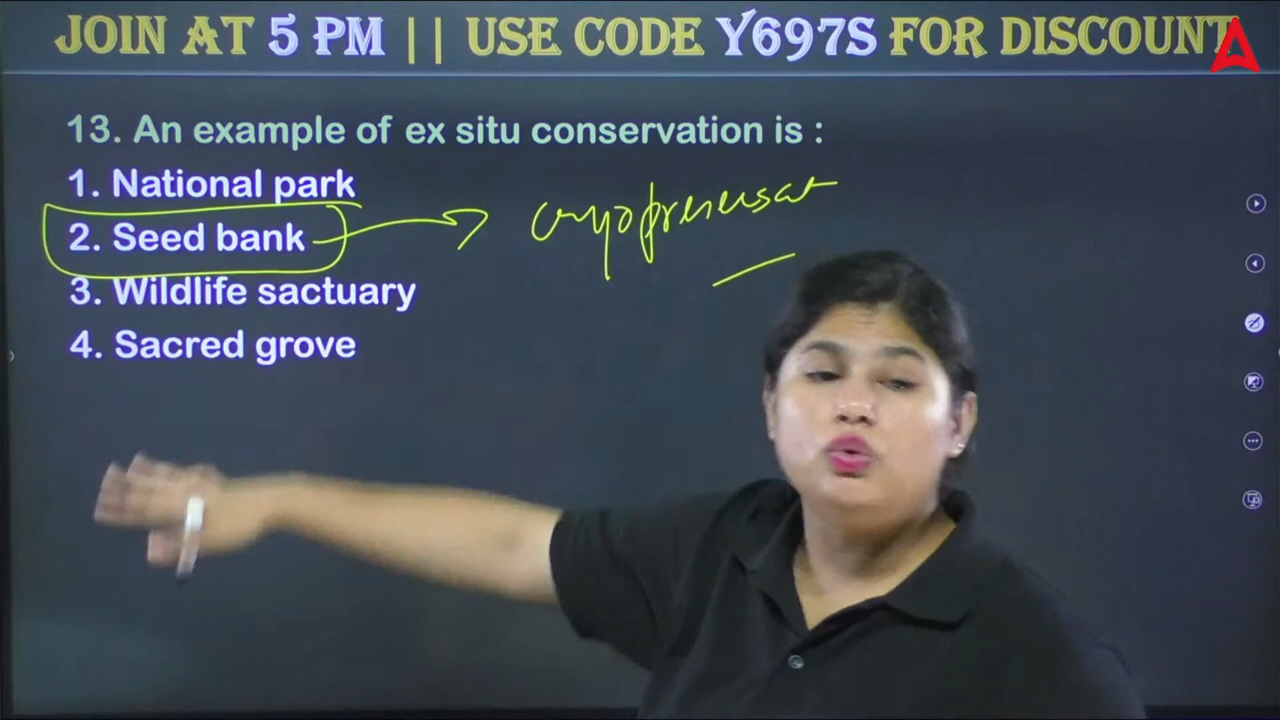 JOIN AT 5 PM || USE CODE Y697S FOR DISCOUNT
13. An example of ex situ conservation is :
1. National park
2. Seed bank
3. Wildlife sactuary
4. Sacred grove